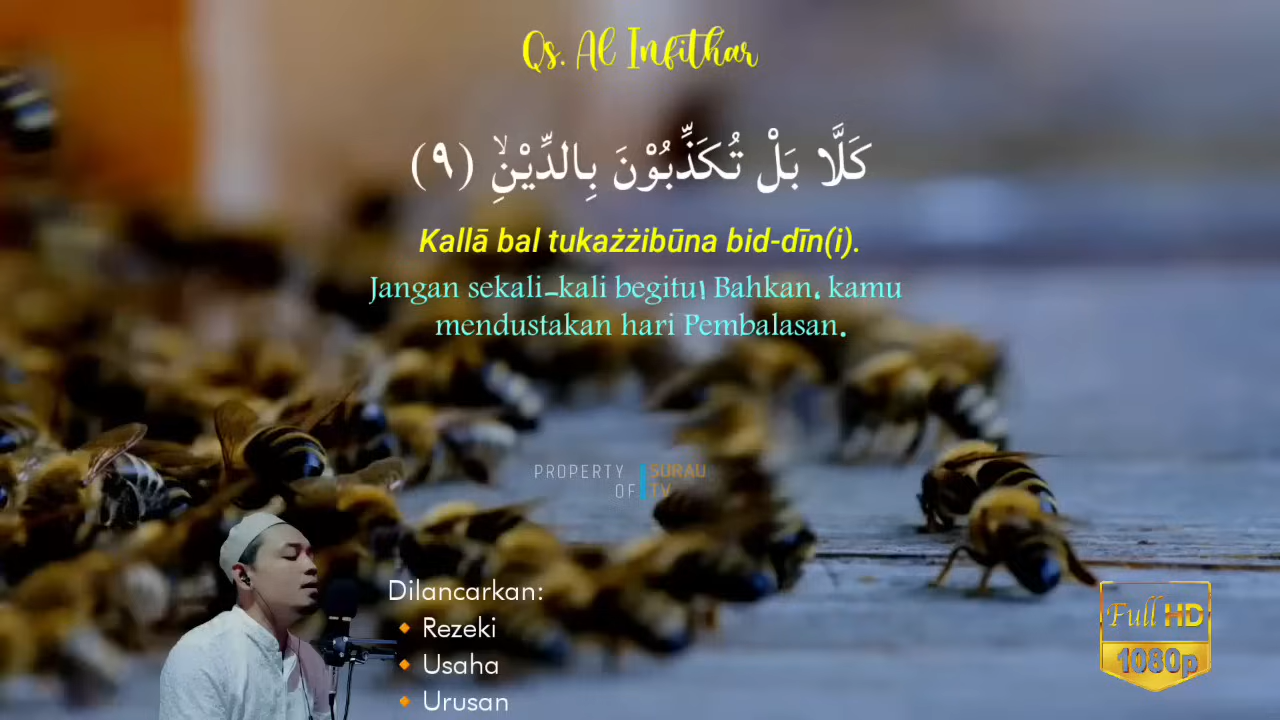 Qs. Al Infithar
كَلَّا بَلْ تُكَذِّبُوْنَ بِالدِّيْنِۙ (٩)
Kallā bal tukażżibūna bid-dīn(i).
Jangan sekali-kali begitu! Bahkan, kamu
mendustakan hari Pembalasan.
PROPERTY OF SURAU TV
Dilancarkan:
🔸 Rezeki
🔸 Usaha
🔸 Urusan
Full HD
1080p